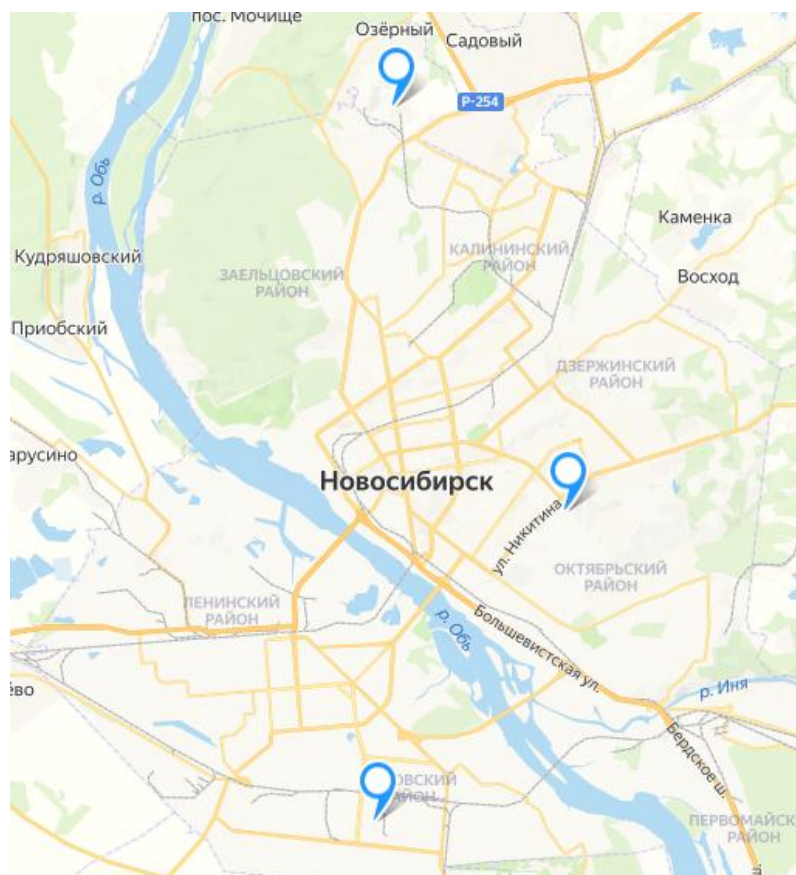 пос. Мочище
Озёрный
Садовый
Р-254
р. Обь
Каменка
КАЛИНИНСКИЙ
РАЙОН
Кудряшовский
ЗАЕЛЬЦОВСКИЙ
РАЙОН
Восход
Приобский
ДЗЕРЖИНСКИЙ
РАЙОН
арусино
Новосибирск
ул. Никитина
ОКТЯБРЬСКИЙ
РАЙОН
ЛЕНИНСКИЙ
РАЙОН
р. Обь
Большевистская ул.
р. Иня
ёво
Бердское ш.
ОВСКИЙ
АЙОН
ПЕРВОМАЙСК
РАЙОН